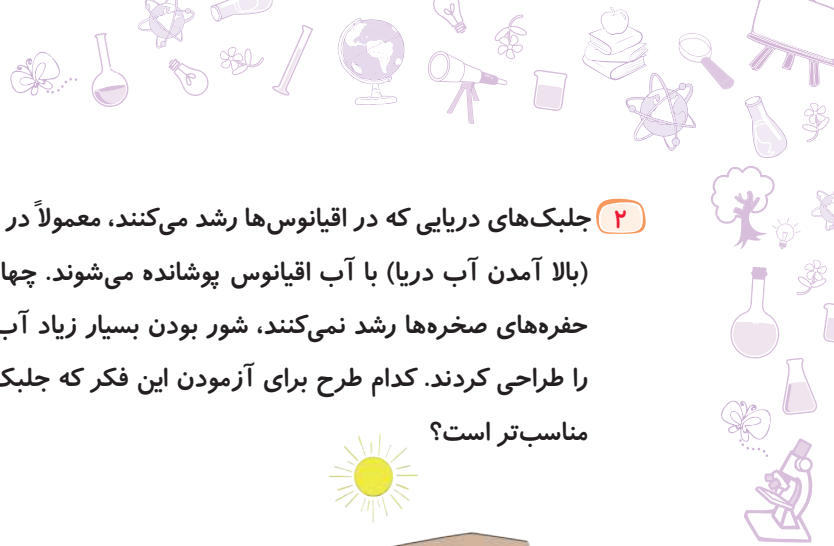 ۲ جلبک‌های دریایی که در اقیانوس‌ها رشد می‌کنند، معمولاً در
(بالا آمدن آب دریا) با آب اقیانوس پوشانده می‌شوند.
حفره‌های صخره‌ها رشد نمی‌کنند، شور بودن بسیار زیاد آب
را طراحی کردند. کدام طرح برای آزمودن این فکر که
مناسب‌تر است؟